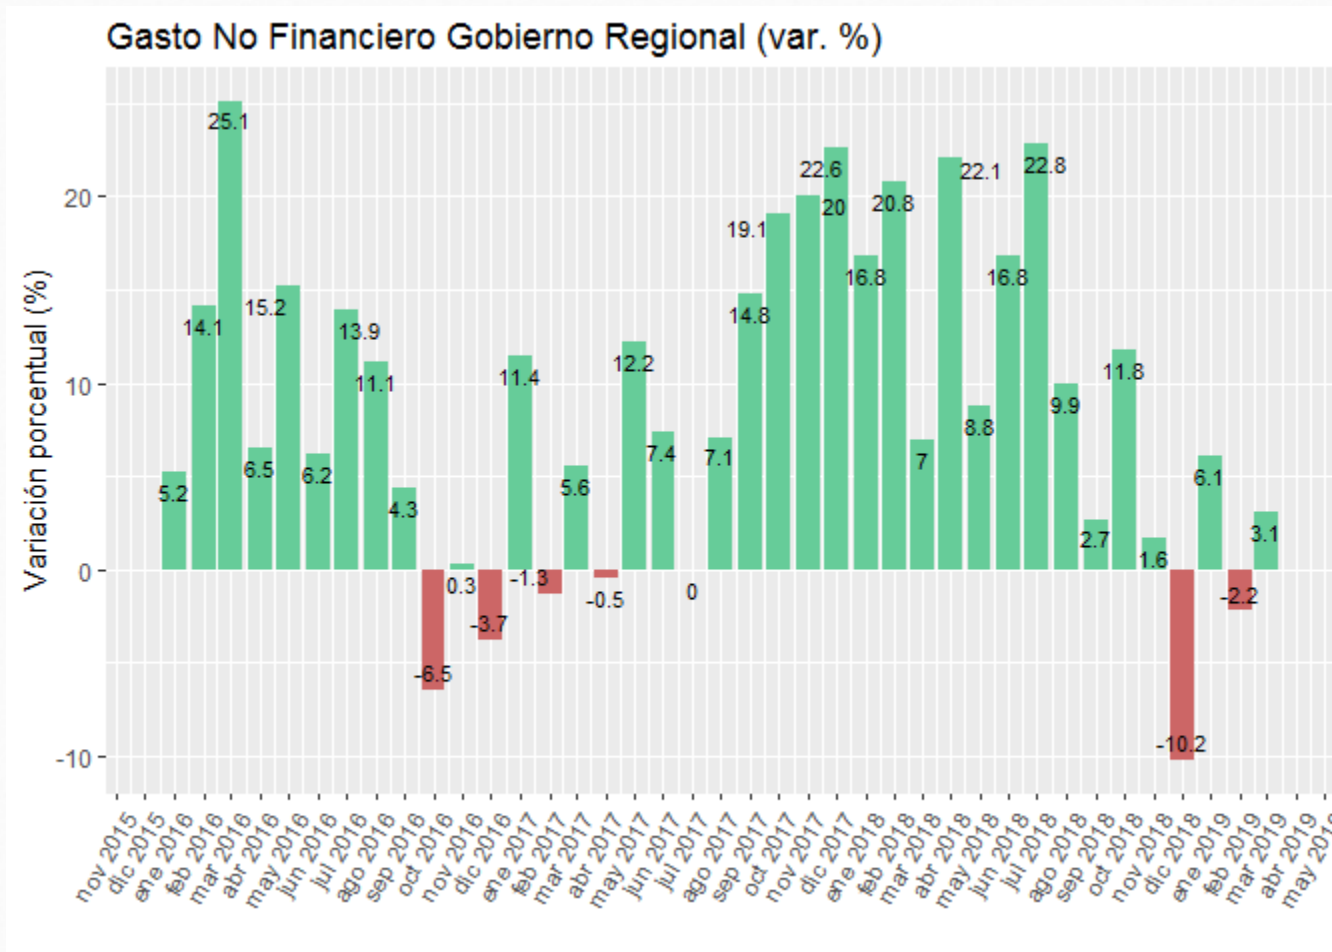 Gasto No Financiero Gobierno Regional (var. %)
Variación porcentual (%)
20
10
0
-10
5.2
14.1
25.1
6.5
15.2
6.2
13.9
11.1
4.3
-6.5
0.3
-3.7
11.4
-1.3
5.6
-0.5
12.2
7.4
0
7.1
14.8
19.1
20
22.6
16.8
20.8
7
22.1
8.8
16.8
22.8
9.9
2.7
11.8
1.6
-10.2
6.1
-2.2
3.1
nov 2015
dic 2015
ene 2016
feb 2016
mar 2016
abr 2016
may 2016
jun 2016
jul 2016
ago 2016
sep 2016
oct 2016
nov 2016
dic 2016
ene 2017
feb 2017
mar 2017
abr 2017
may 2017
jun 2017
jul 2017
ago 2017
sep 2017
oct 2017
nov 2017
dic 2017
ene 2018
feb 2018
mar 2018
abr 2018
may 2018
jun 2018
jul 2018
ago 2018
sep 2018
oct 2018
nov 2018
dic 2018
ene 2019
feb 2019
mar 2019
abr 2019
may 2019